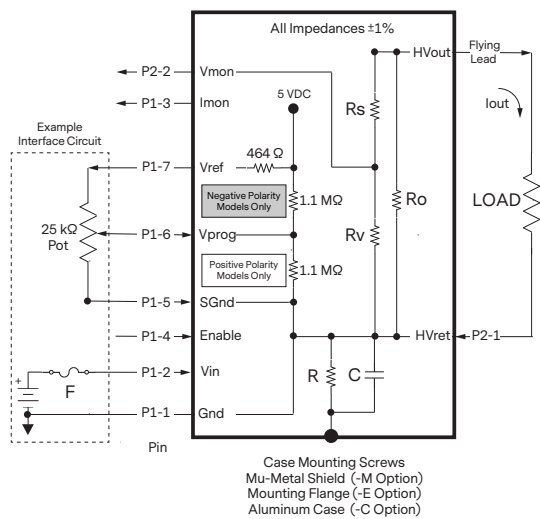 All Impedances ±1%
HVout
Flying
Lead
P2-2
Vmon
P1-3
Imon
5 VDC
Rs
Iout
Example
Interface Circuit
P1-7
Vref
464 Ω
Negative Polarity
Models Only
1.1 MΩ
Ro
LOAD
25 kΩ
Pot
P1-6
Vprog
Rv
Positive Polarity
Models Only
1.1 MΩ
P1-5
SGnd
P1-4
Enable
HVret
P2-1
P1-2
Vin
R
C
+
F
P1-1
Gnd
Pin
Case Mounting Screws
Mu-Metal Shield (-M Option)
Mounting Flange (-E Option)
Aluminum Case (-C Option)